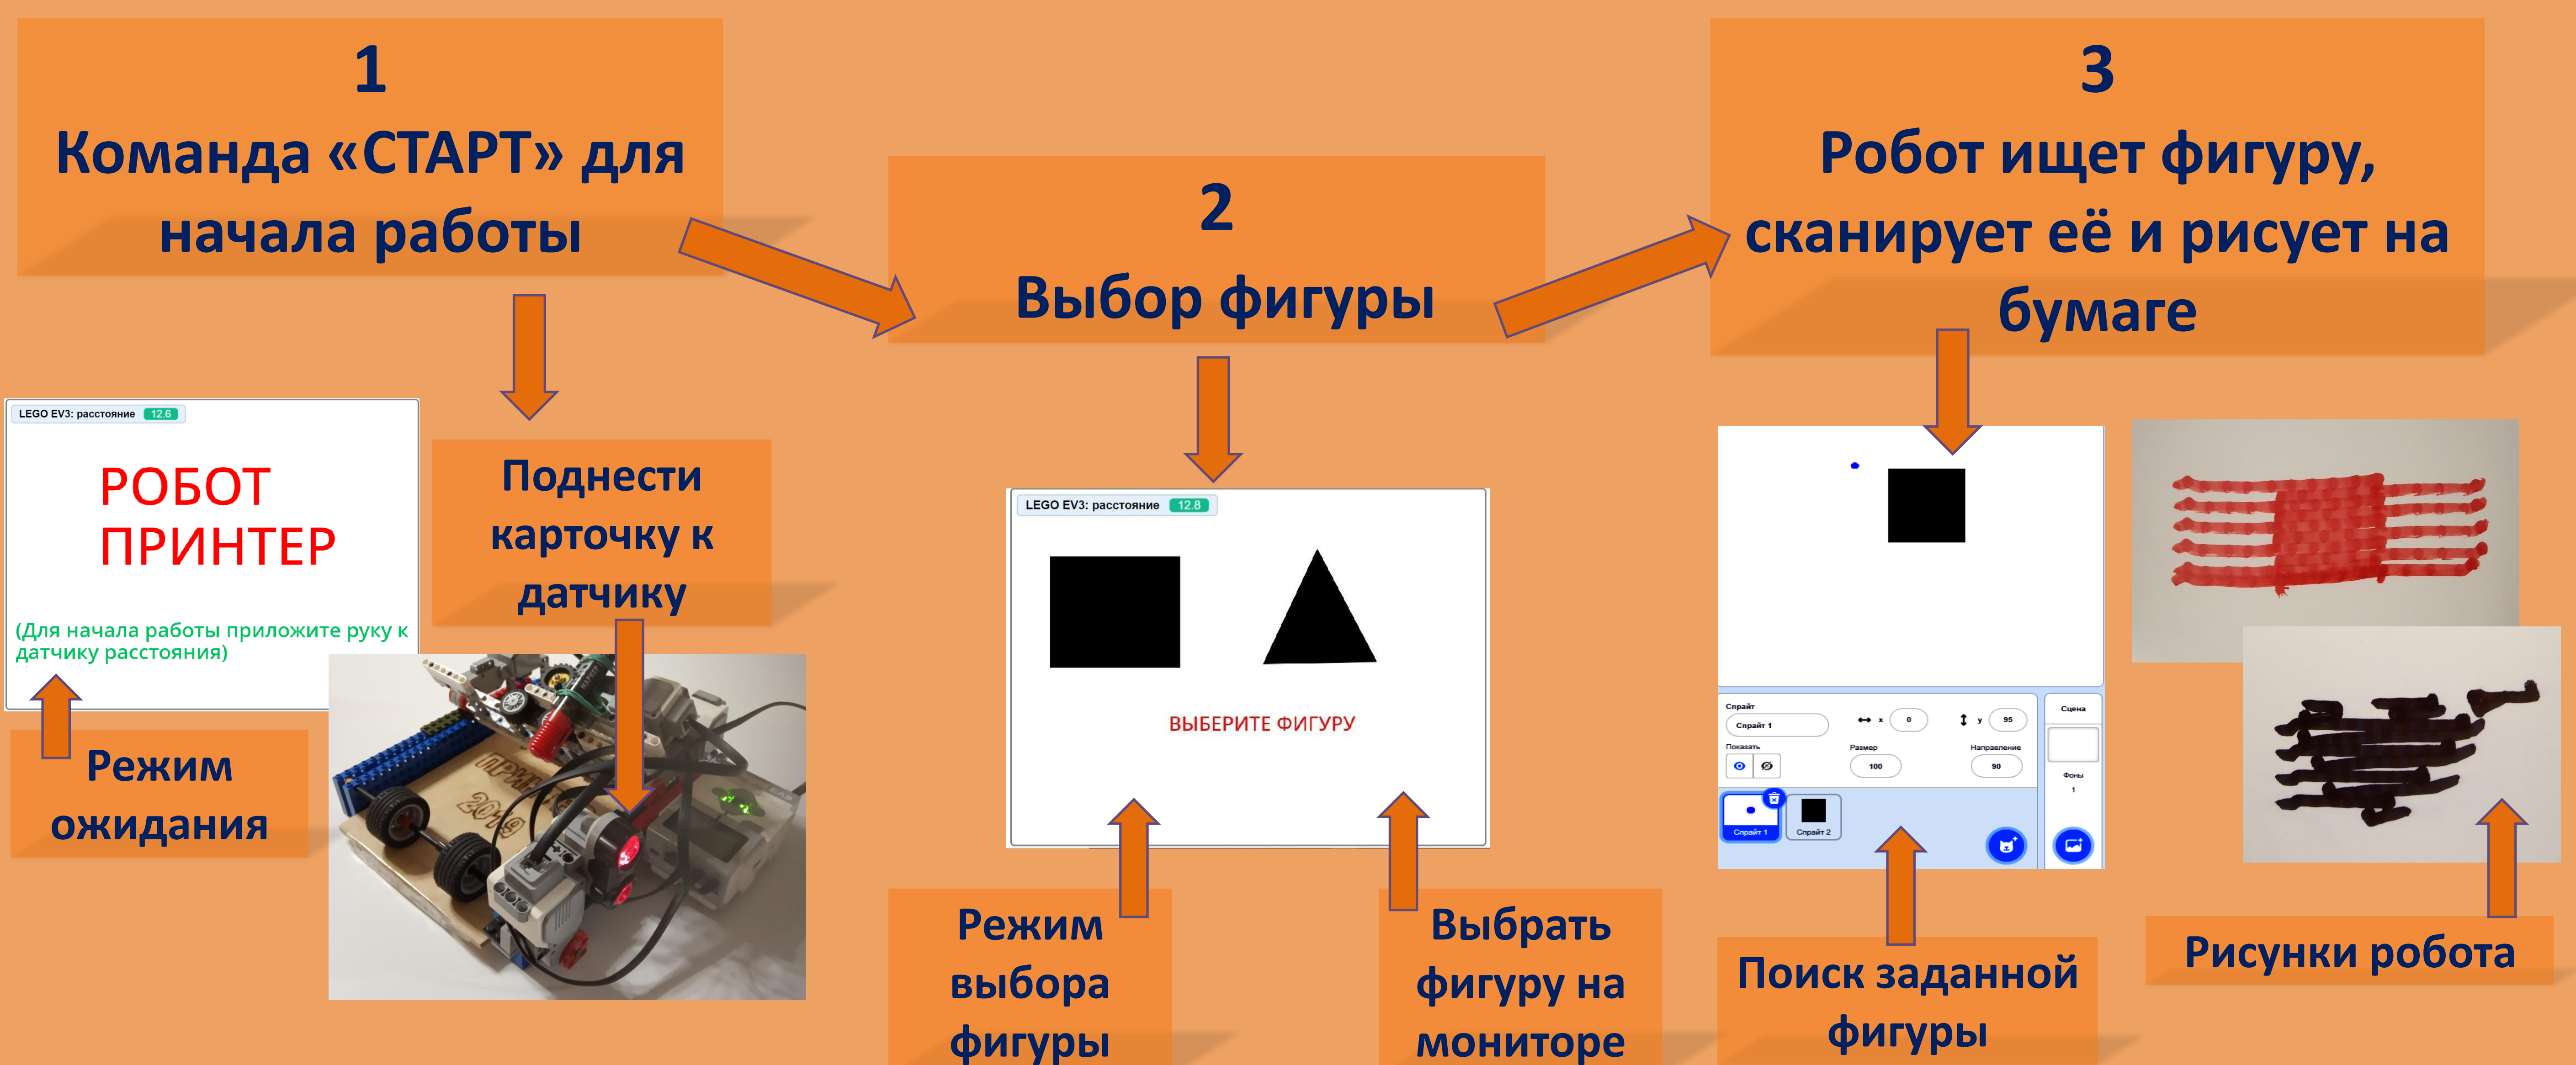 1
Команда «СТАРТ» для
начала работы
2
Выбор фигуры
3
Робот ищет фигуру,
сканирует её и рисует на
бумаге
LEGO EV3: расстояние 12.6
РОБОТ
ПРИНТЕР
(Для начала работы приложите руку к
датчику расстояния)
Режим
ожидания
Поднести
карточку к
датчику
ПРИНТЕР
2019
EV3
LEGO EV3: расстояние 12.8
ВЫБЕРИТЕ ФИГУРУ
Режим
выбора
фигуры
Выбрать
фигуру на
мониторе
Спрайт
Спрайт 1
x 0
y 95
Показать
Размер
100
Направление
90
Спрайт 1
Спрайт 2
Сцена
Фоны
1
Поиск заданной
фигуры
Рисунки робота